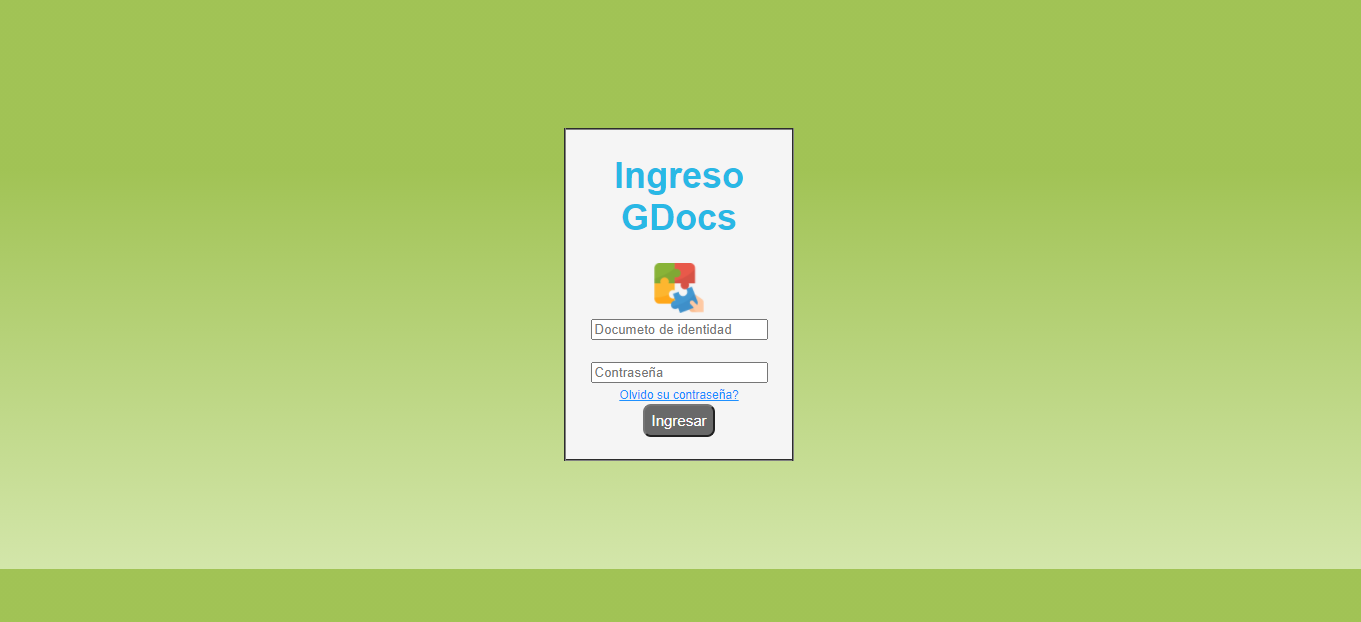 Ingreso
GDocs
Documeto de identidad
Contraseña
Olvido su contraseña?
Ingresar